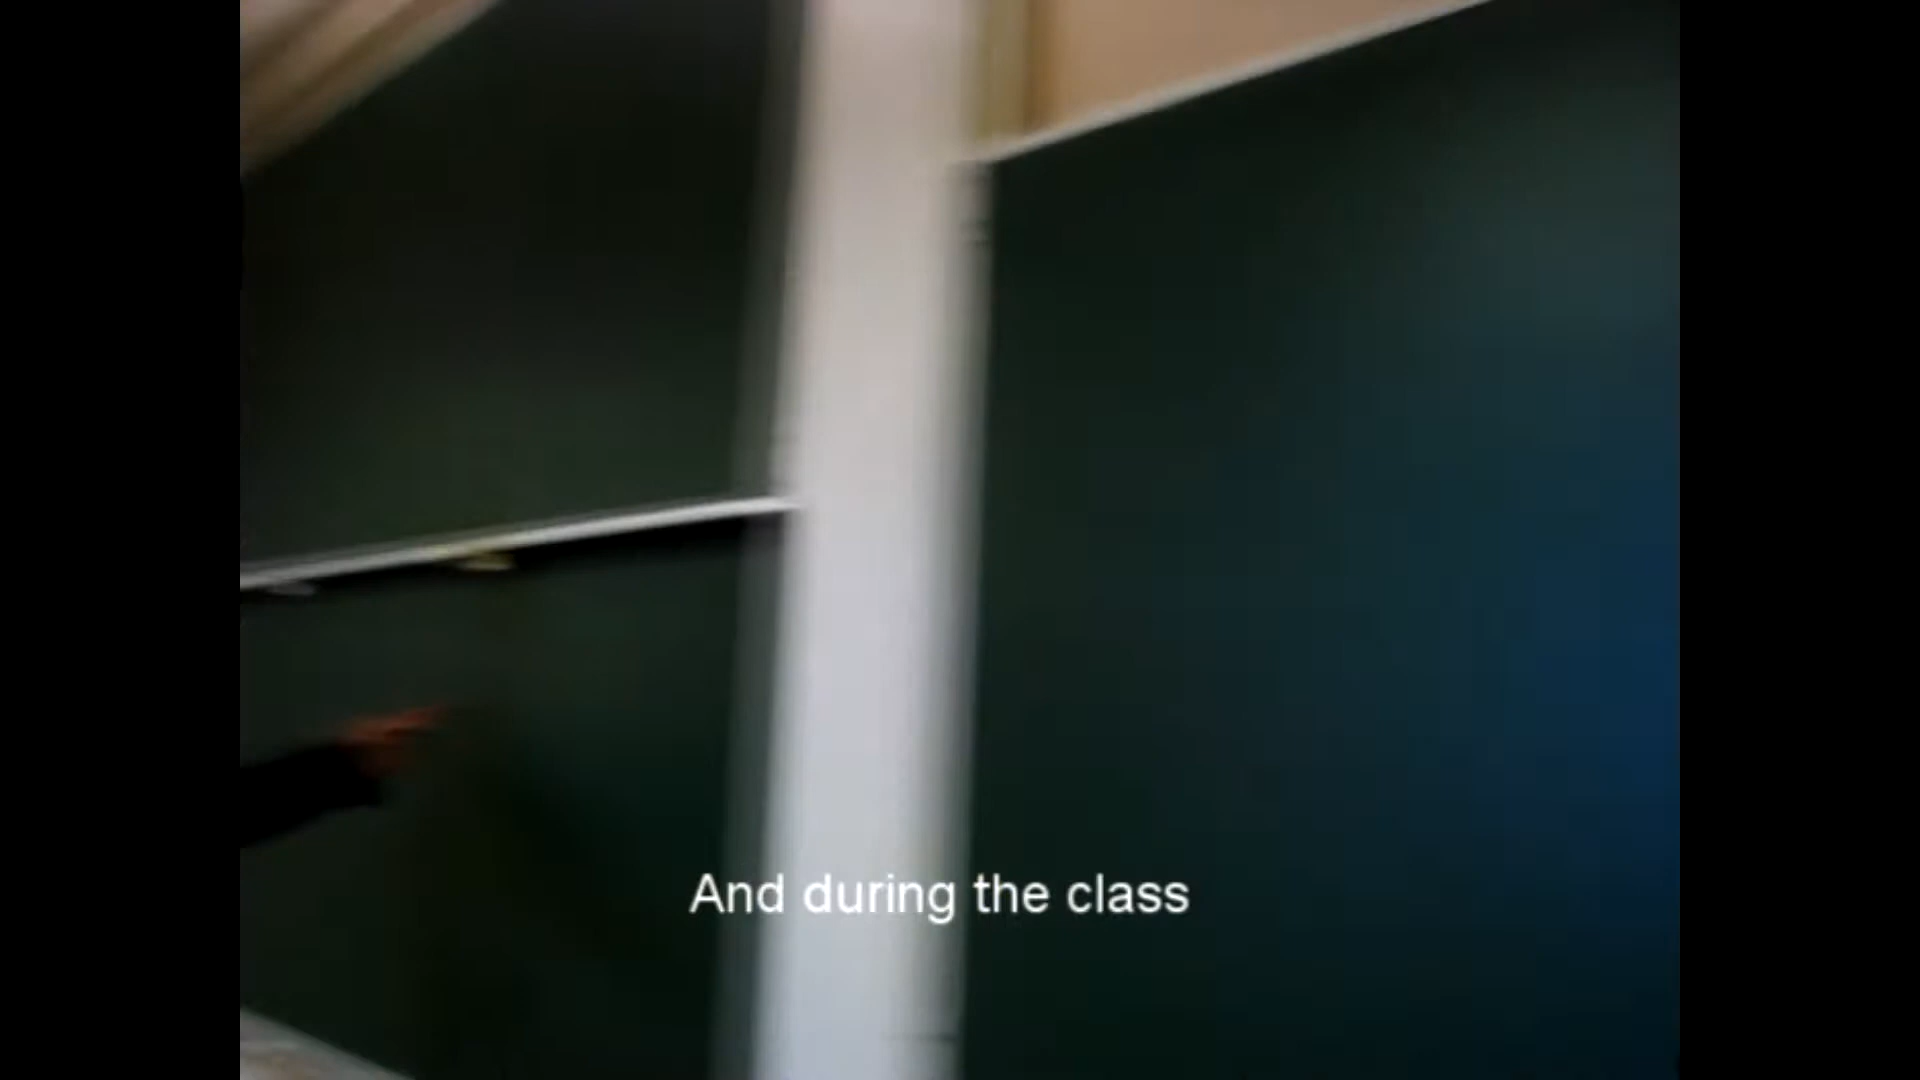 And during the class